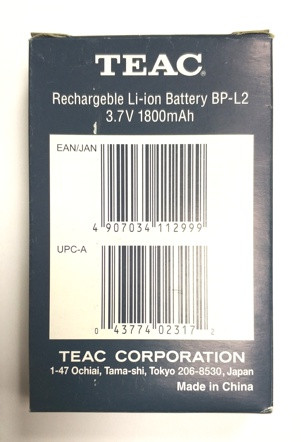 TEAC®
Rechargeble Li-ion Battery BP-L2
3.7V 1800mAh
EAN/JAN
4 907034 112999
UPC-A
0 43774 02317 2
TEAC CORPORATION
1-47 Ochiai, Tama-shi, Tokyo 206-8530, Japan
Made in China